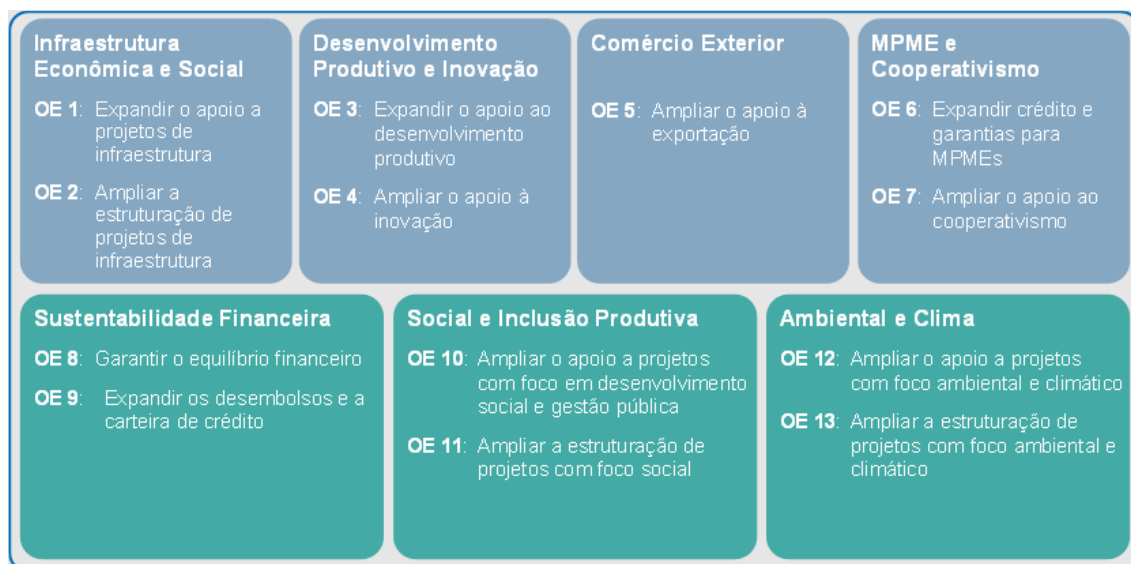 Infraestrutura
Econômica e Social
OE 1: Expandir o apoio a
projetos de
infraestrutura
OE 2: Ampliar a
estruturação de
projetos de
infraestrutura
Desenvolvimento
Produtivo e Inovação
OE 3: Expandir o apoio ao
desenvolvimento
produtivo
OE 4: Ampliar o apoio à
inovação
Comércio Exterior
OE 5: Ampliar o apoio à
exportação
MPME e
Cooperativismo
OE 6: Expandir crédito e
garantias para
MPMEs
OE 7: Ampliar o apoio ao
cooperativismo
Sustentabilidade Financeira
OE 8: Garantir o equilíbrio financeiro
OE 9: Expandir os desembolsos e a
carteira de crédito
Social e Inclusão Produtiva
OE 10: Ampliar o apoio a projetos
com foco em desenvolvimento
social e gestão pública
OE 11: Ampliar a estruturação de
projetos com foco social
Ambiental e Clima
OE 12: Ampliar o apoio a projetos
com foco ambiental e climático
OE 13: Ampliar a estruturação de
projetos com foco ambiental e
climático